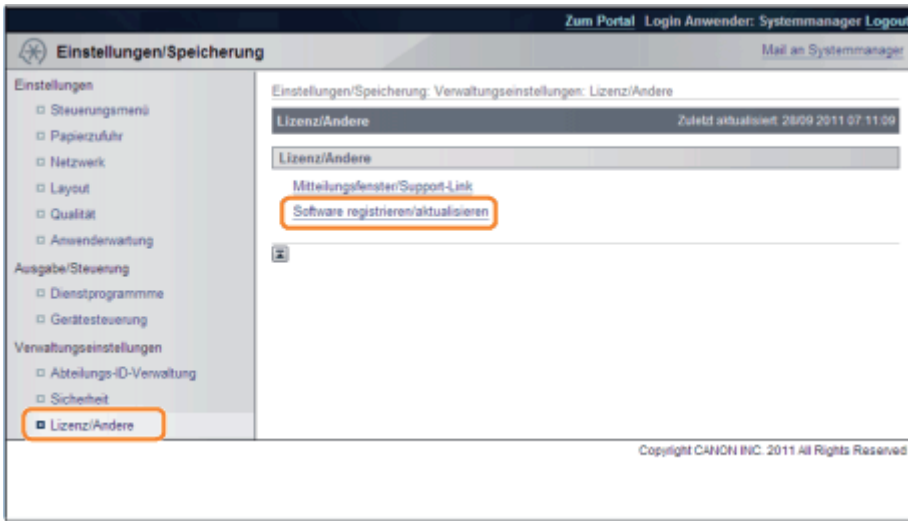 Zum Portal Login Anwender: Systemmanager Logout
Einstellungen/Speicherung
Mail an Systemmanager
Einstellungen
Steuerungsmenü
Papierzufuhr
Netzwerk
Layout
Qualität
Anwenderwartung
Ausgabe/Steuerung
Dienstprogrammme
Gerätesteuerung
Verwaltungseinstellungen
Abteilungs-ID-Verwaltung
Sicherheit
Lizenz/Andere
Einstellungen/Speicherung: Verwaltungseinstellungen: Lizenz/Andere
Lizenz/Andere Zuletzt aktualisiert: 28/09 2011 07:11:09
Lizenz/Andere
Mitteilungsfenster/Support-Link
Software registrieren/aktualisieren
Copyright CANON INC. 2011 All Rights Reserved